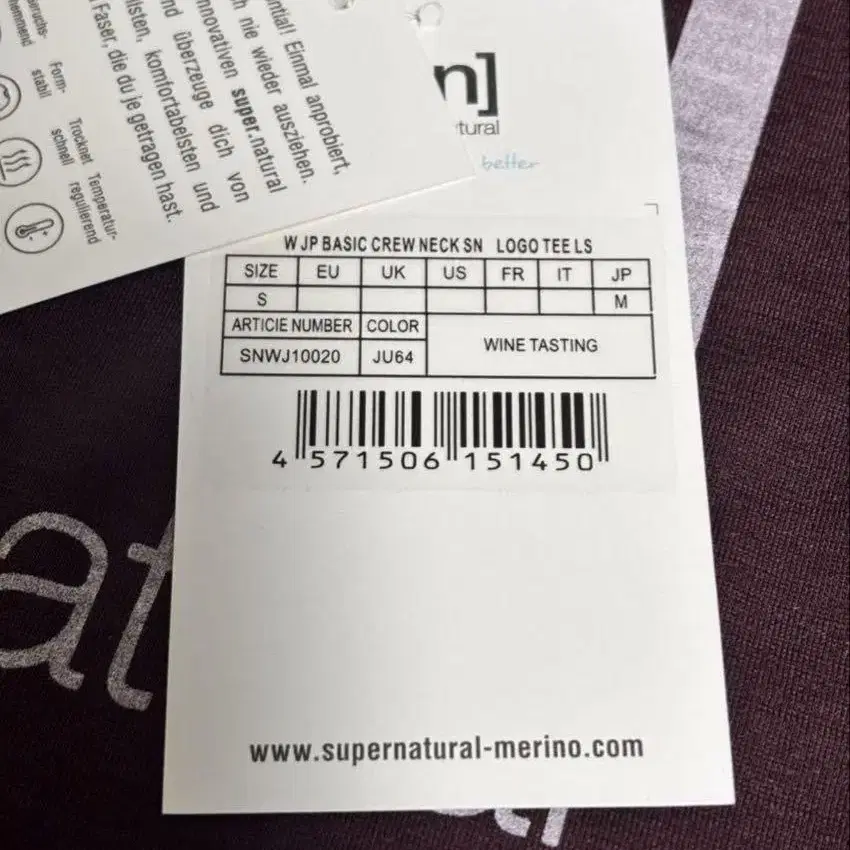 ential! Einmal anprobiert,
h nie wieder ausziehen.
nnovativen super.natural
nd überzeuge dich von
llsten, komfortabelsten und
Faser, die du je getragen hast.
Form-
stabil
Trocknet
schnell
Temperatur-
regulierend
n]
tural
better
W JP BASIC CREW NECK SN LOGO TEE LS
SIZE EU UK US FR IT JP
S M
ARTICIE NUMBER COLOR
WINE TASTING
SNWJ10020 JU64
4 571506 151450
www.supernatural-merino.com
at